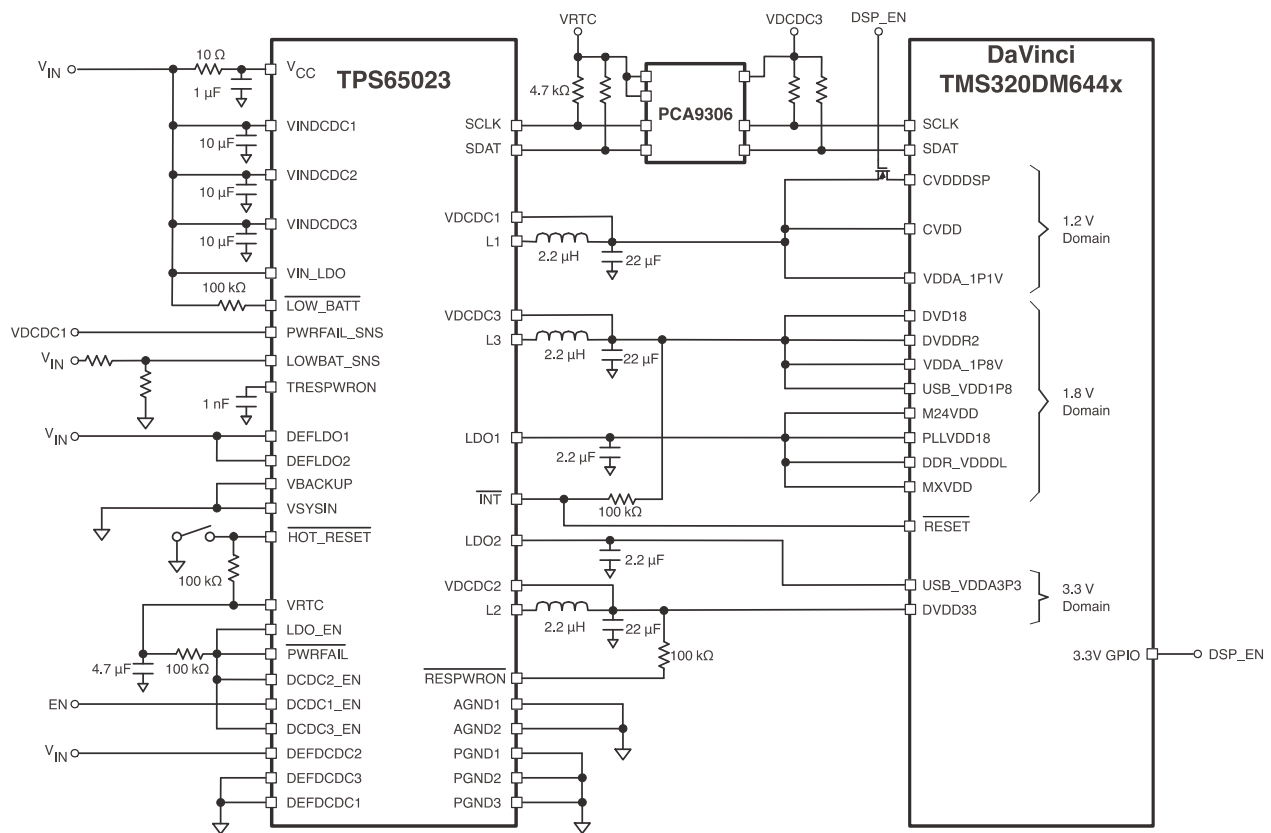 VRTC
VDCDC3
DSP_EN
10 Ω
VIN
VCC
1 µF
TPS65023
4.7 kΩ
PCA9306
DaVinci
TMS320DM644x
VINDCDC1
10 µF
SCLK
SDAT
SCLK
SDAT
VINDCDC2
10 µF
CVDDDSP
VINDCDC3
10 µF
VDCDC1
L1
2.2 µH
22 µF
CVDD
1.2 V
Domain
VIN_LDO
VDDA_1P1V
100 kΩ
LOW_BATT
VDCDC1
PWRFAIL_SNS
VDCDC3
DVD18
L3
2.2 µH
22 µF
DVDDR2
VIN
LOWBAT_SNS
VDDA_1P8V
TRESPWRON
1 nF
USB_VDD1P8
1.8 V
Domain
M24VDD
VIN
DEFLDO1
LDO1
2.2 µF
PLLVDD18
DEFLDO2
DDR_VDDDL
VBACKUP
MXVDD
VSYSIN
INT
100 kΩ
RESET
HOT_RESET
100 kΩ
LDO2
2.2 µF
VDCDC2
USB_VDDA3P3
3.3 V
Domain
VRTC
L2
2.2 µH
22 µF
DVDD33
LDO_EN
4.7 µF
100 kΩ
PWRFAIL
100 kΩ
3.3V GPIO
DSP_EN
DCDC2_EN
RESPWRON
EN
DCDC1_EN
AGND1
DCDC3_EN
AGND2
VIN
DEFDCDC2
PGND1
DEFDCDC3
PGND2
DEFDCDC1
PGND3